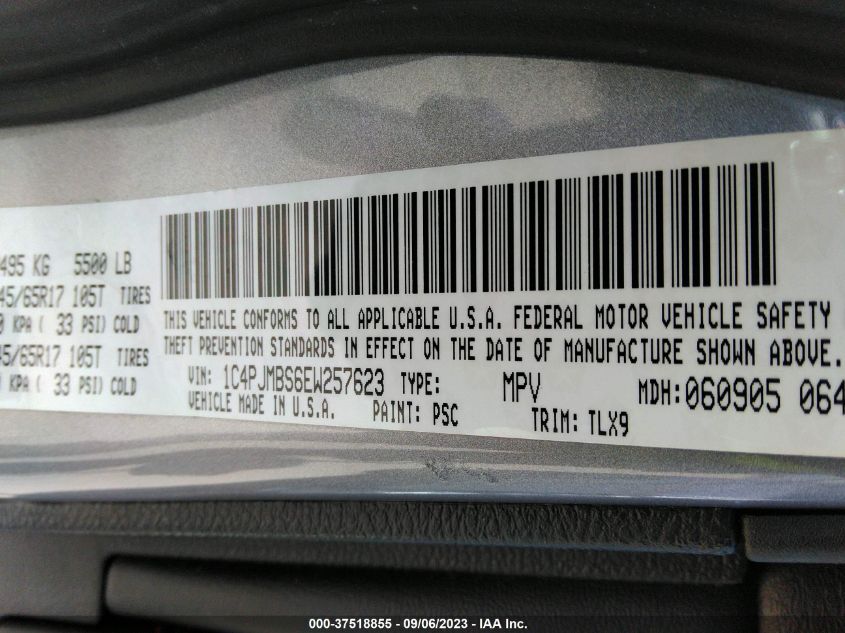 495 KG 5500 LB
45/65R17 105T TIRES
0 KPA ( 33 PSI) COLD
45/65R17 105T TIRES
0 KPA ( 33 PSI) COLD
THIS VEHICLE CONFORMS TO ALL APPLICABLE U.S.A. FEDERAL MOTOR VEHICLE SAFETY
THEFT PREVENTION STANDARDS IN EFFECT ON THE DATE OF MANUFACTURE SHOWN ABOVE.
VIN: 1C4PJMBS6EW257623 TYPE: MPV MDH:060905 064
VEHICLE MADE IN U.S.A. PAINT: PSC TRIM: TLX9
000-37518855 - 09/06/2023 - IAA Inc.